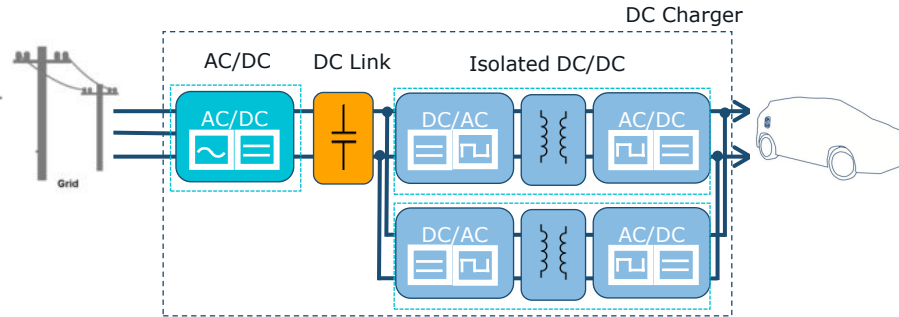 DC Charger
AC/DC
DC Link
Isolated DC/DC
AC/DC
DC/AC
AC/DC
Grid
DC/AC
AC/DC